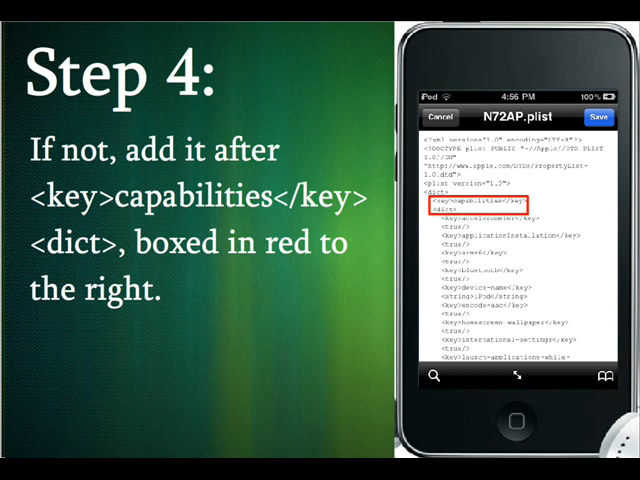 Step 4:
If not, add it after
<key>capabilities</key>
<dict>, boxed in red to
the right.
iPod 4:56 PM 100%
Cancel N72AP.plist Save
<?xml version="1.0" encoding="UTF-8"?>
<!DOCTYPE plist PUBLIC "-//Apple//DTD PLIST
1.0//EN"
"http://www.apple.com/DTDs/PropertyList-
1.0.dtd">
<plist version="1.0">
<dict>
<key>capabilities</key>
<dict>
<key>accelerometer</key>
<true/>
<key>applicationInstallation</key>
<true/>
<key>armv6</key>
<true/>
<key>bluetooth</key>
<true/>
<key>device-name</key>
<string>iPod</string>
<key>encode-aac</key>
<true/>
<key>homescreen-wallpaper</key>
<true/>
<key>international-settings</key>
<true/>
<key>launch-applications-while-